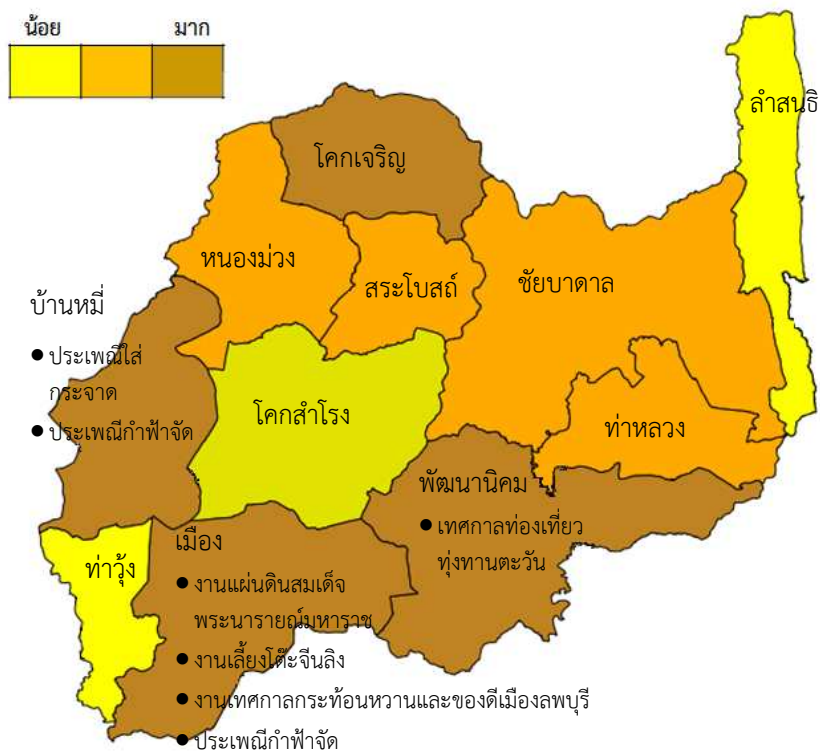 น้อย มาก
ลำสนธิ
โคกเจริญ
หนองม่วง
สระโบสถ์
ชัยบาดาล
บ้านหมี่
● ประเพณีใส่
กระจาด
● ประเพณีกำฟ้าจัด
โคกสำโรง
ท่าหลวง
พัฒนานิคม
● เทศกาลท่องเที่ยว
ทุ่งทานตะวัน
ท่าวุ้ง
เมือง
● งานแผ่นดินสมเด็จ
พระนารายณ์มหาราช
● งานเลี้ยงโต๊ะจีนลิง
● งานเทศกาลกระท้อนหวานและของดีเมืองลพบุรี
● ประเพณีกำฟ้าจัด